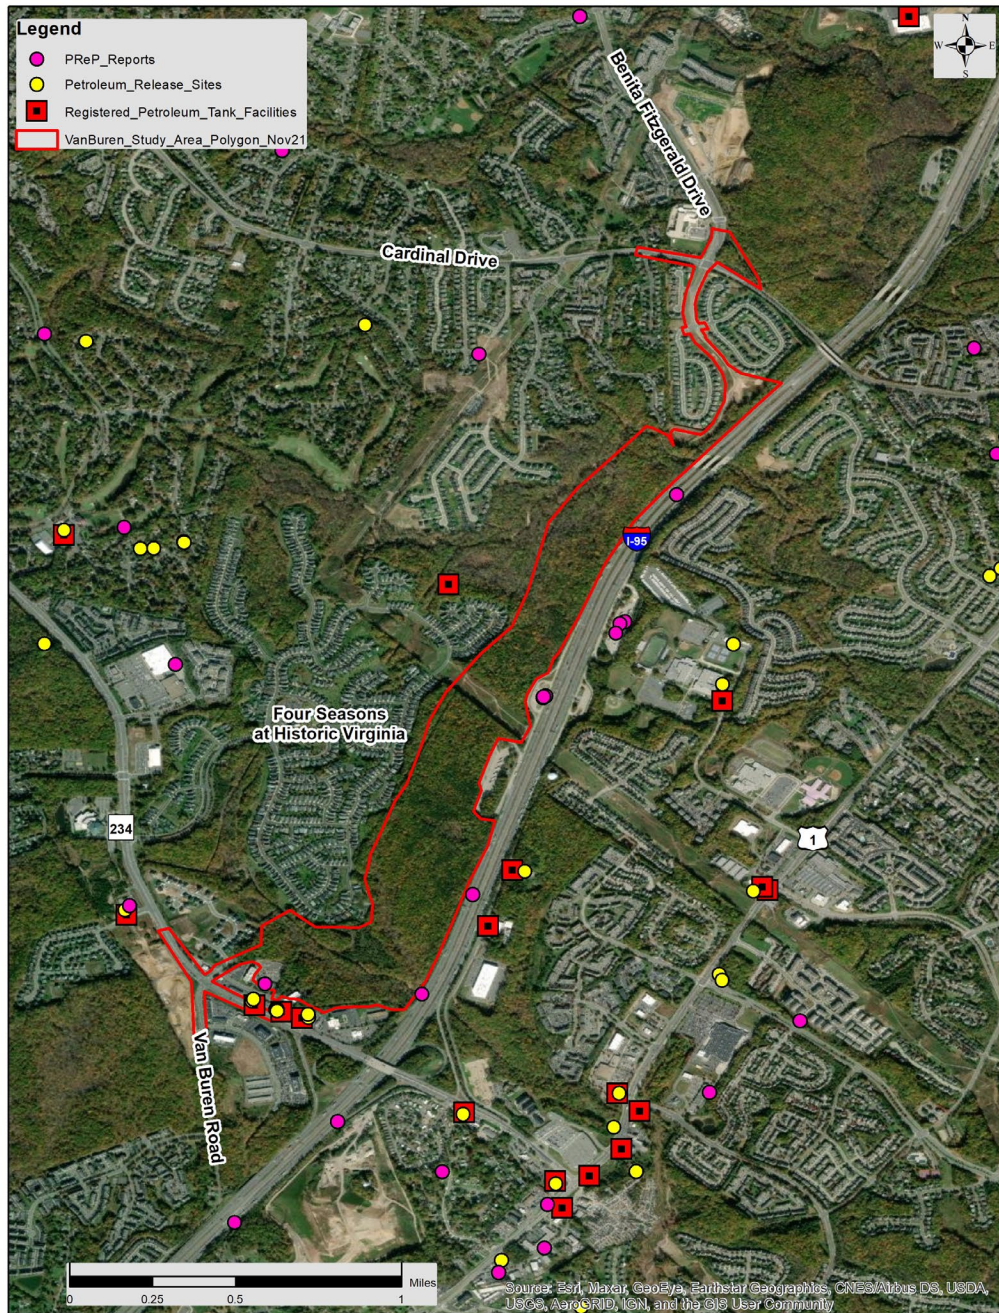 Legend
PReP_Reports
Petroleum_Release_Sites
Registered_Petroleum_Tank_Facilities
VanBuren_Study_Area_Polygon_Nov21
N
W E
S
Benita Fitzgerald Drive
Cardinal Drive
I-95
Four Seasons
at Historic Virginia
234
1
Van Buren Road
Miles
0 0.25 0.5 1
Source: Esri, Maxar, GeoEye, Earthstar Geographics, CNES/Airbus DS, USDA,
USGS, AeroGRID, IGN, and the GIS User Community